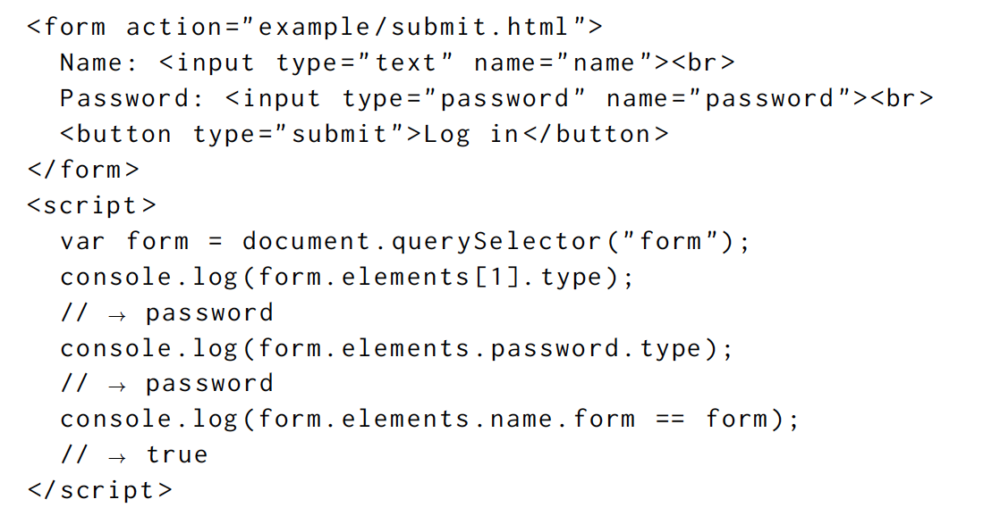 <form action="example/submit.html">
  Name: <input type="text" name="name"><br>
  Password: <input type="password" name="password"><br>
  <button type="submit">Log in</button>
</form>
<script>
  var form = document.querySelector("form");
  console.log(form.elements[1].type);
  // → password
  console.log(form.elements.password.type);
  // → password
  console.log(form.elements.name.form == form);
  // → true
</script>